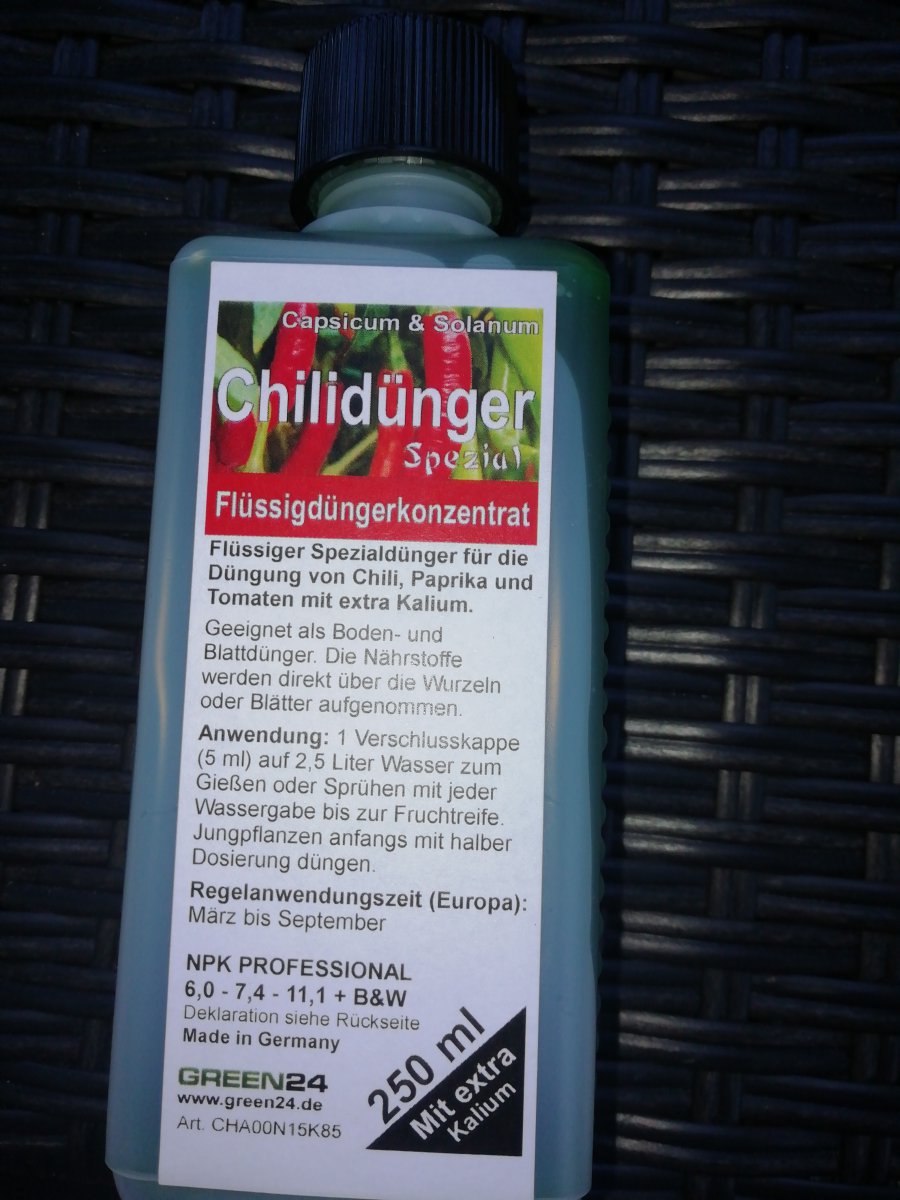 Capsicum & Solanum
Chilidünger
Spezial
Flüssigdüngerkonzentrat
Flüssiger Spezialdünger für die
Düngung von Chili, Paprika und
Tomaten mit extra Kalium.
Geeignet als Boden- und
Blattdünger. Die Nährstoffe
werden direkt über die Wurzeln
oder Blätter aufgenommen.
Anwendung: 1 Verschlusskappe
(5 ml) auf 2,5 Liter Wasser zum
Gießen oder Sprühen mit jeder
Wassergabe bis zur Fruchtreife.
Jungpflanzen anfangs mit halber
Dosierung düngen.
Regelanwendungszeit (Europa):
März bis September
NPK PROFESSIONAL
6,0 - 7,4 - 11,1 + B&W
Deklaration siehe Rückseite
Made in Germany
GREEN24
www.green24.de
Art. CHA00N15K85
250 ml
Mit extra
Kalium